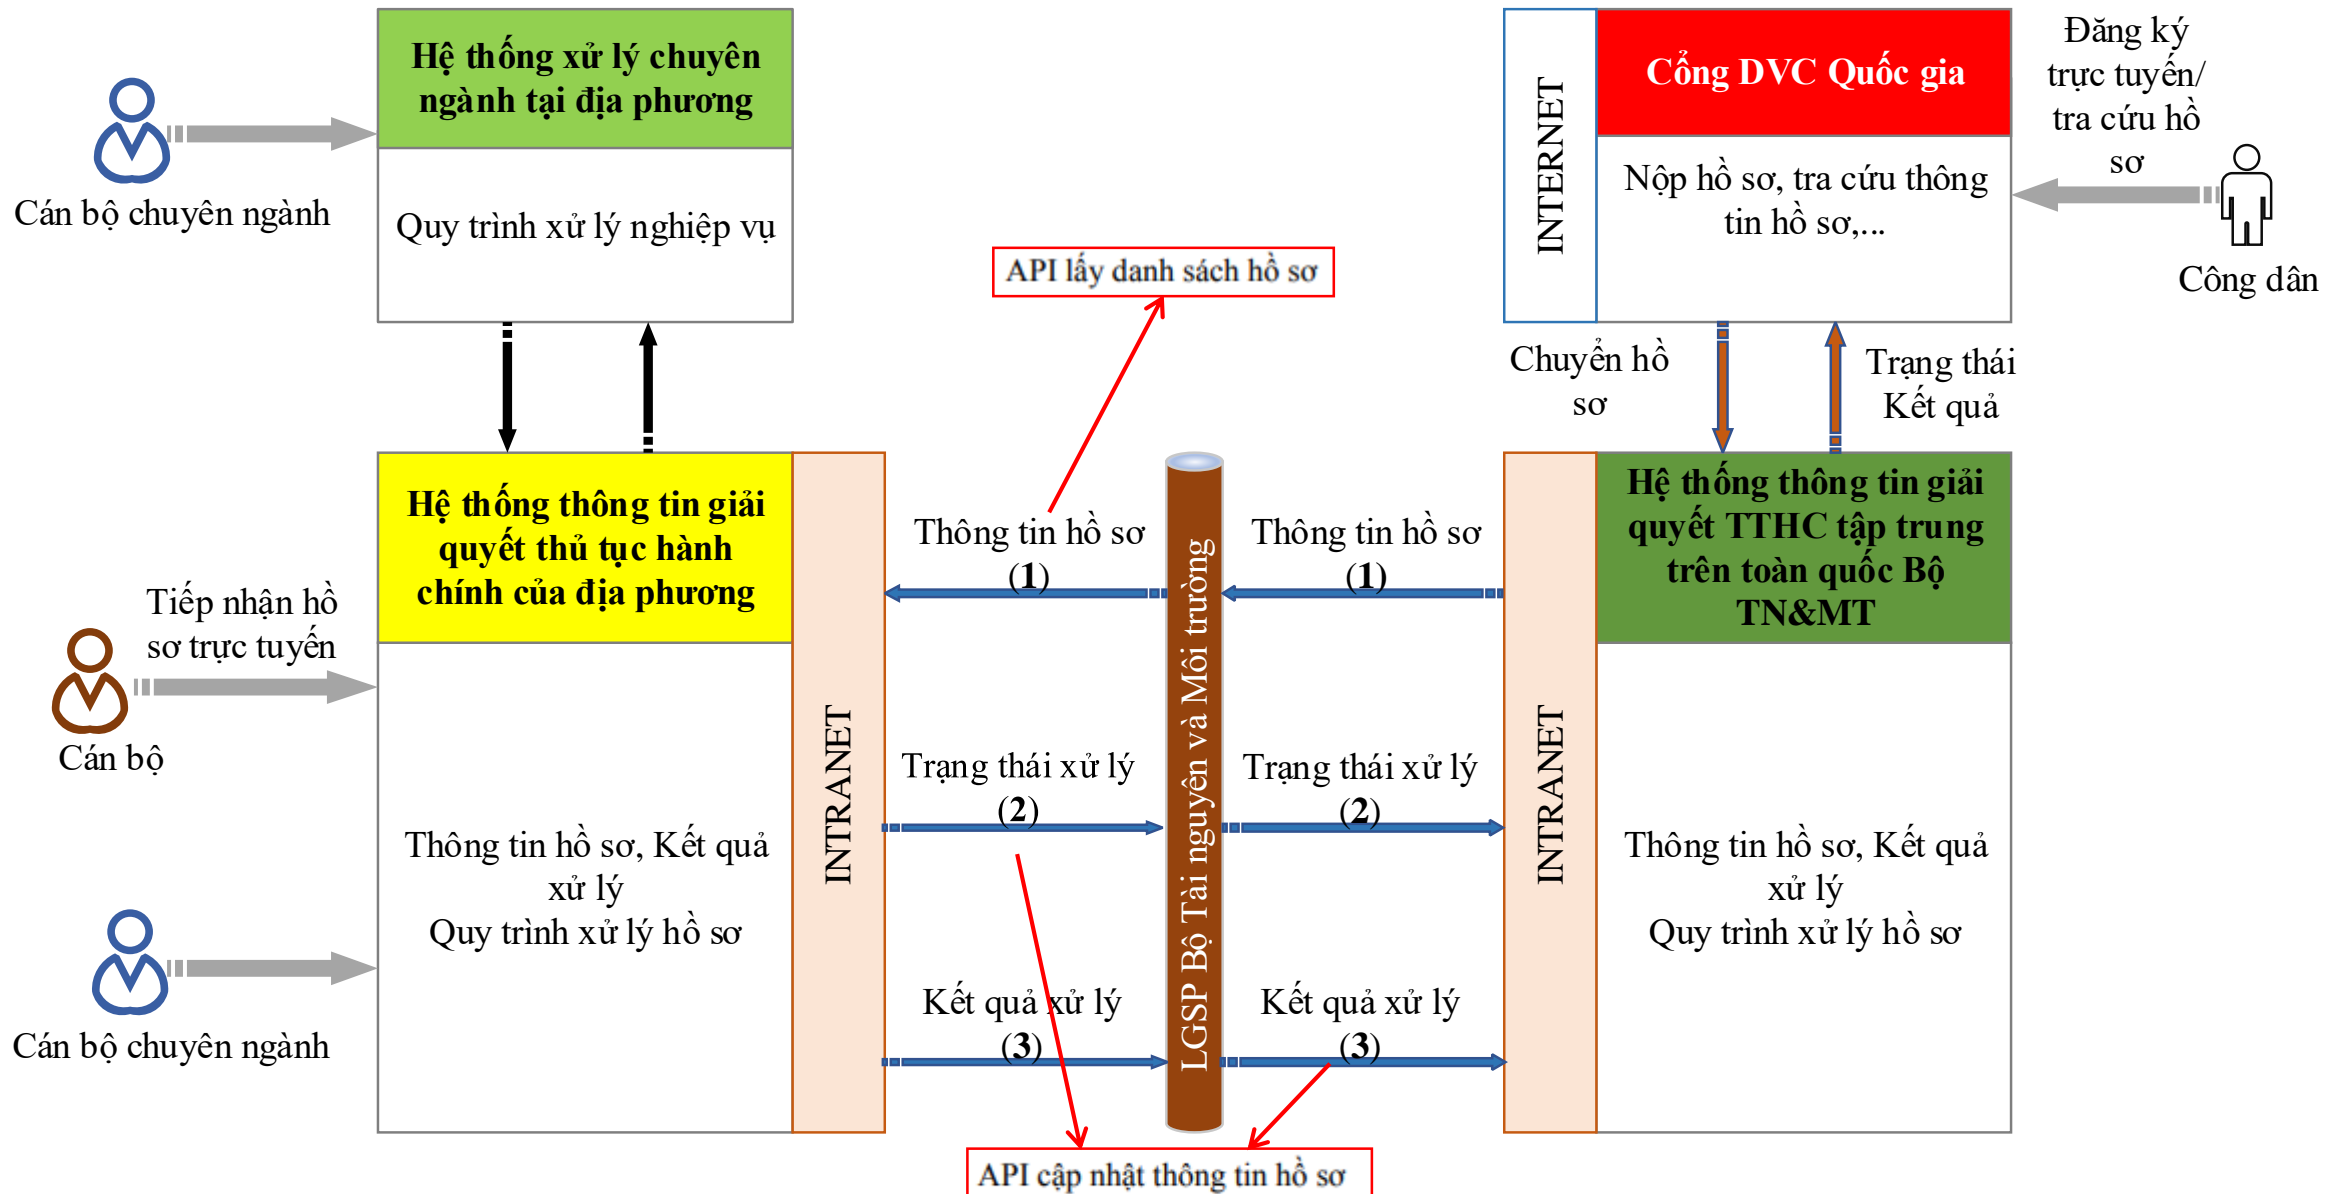 Hệ thống xử lý chuyên
ngành tại địa phương
Quy trình xử lý nghiệp vụ
Cán bộ chuyên ngành
INTERNET
Cổng DVC Quốc gia
Nộp hồ sơ, tra cứu thông
tin hồ sơ,...
Đăng ký
trực tuyến/
tra cứu hồ
sơ
Công dân
API lấy danh sách hồ sơ
Chuyển hồ
sơ
Trạng thái
Kết quả
Hệ thống thông tin giải
quyết thủ tục hành
chính của địa phương
Tiếp nhận hồ
sơ trực tuyến
Cán bộ
Thông tin hồ sơ, Kết quả
xử lý
Quy trình xử lý hồ sơ
Cán bộ chuyên ngành
INTRANET
Thông tin hồ sơ
(1)
Trạng thái xử lý
(2)
Kết quả xử lý
(3)
LGSP Bộ Tài nguyên và Môi trường
Thông tin hồ sơ
(1)
Trạng thái xử lý
(2)
Kết quả xử lý
(3)
INTRANET
Hệ thống thông tin giải
quyết TTHC tập trung
trên toàn quốc Bộ
TN&MT
Thông tin hồ sơ, Kết quả
xử lý
Quy trình xử lý hồ sơ
API cập nhật thông tin hồ sơ